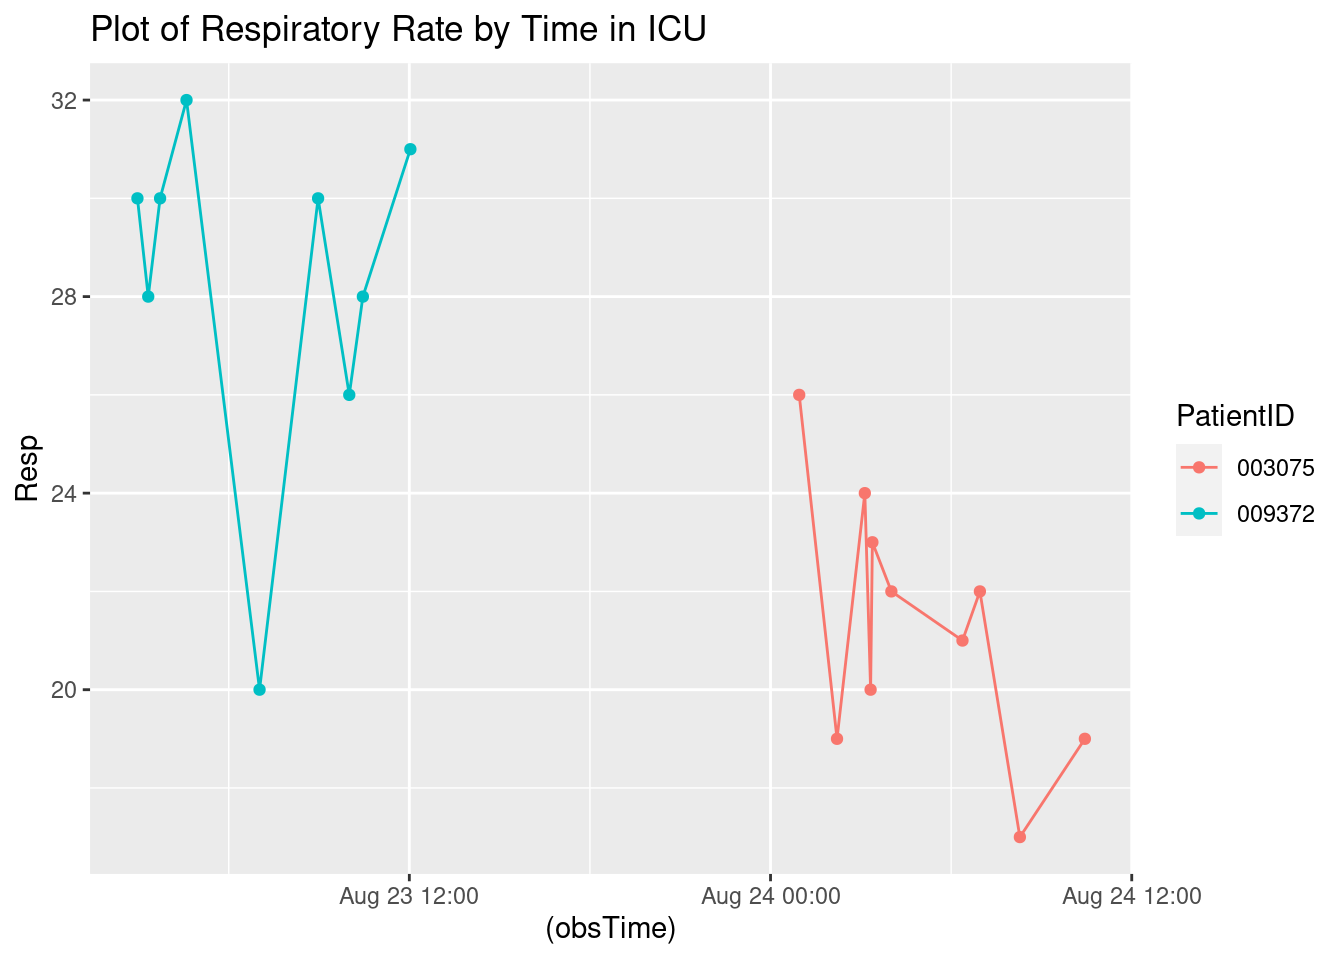 Plot of Respiratory Rate by Time in ICU
32
28
24
20
Resp
Aug 23 12:00
Aug 24 00:00
Aug 24 12:00
(obsTime)
PatientID
003075
009372